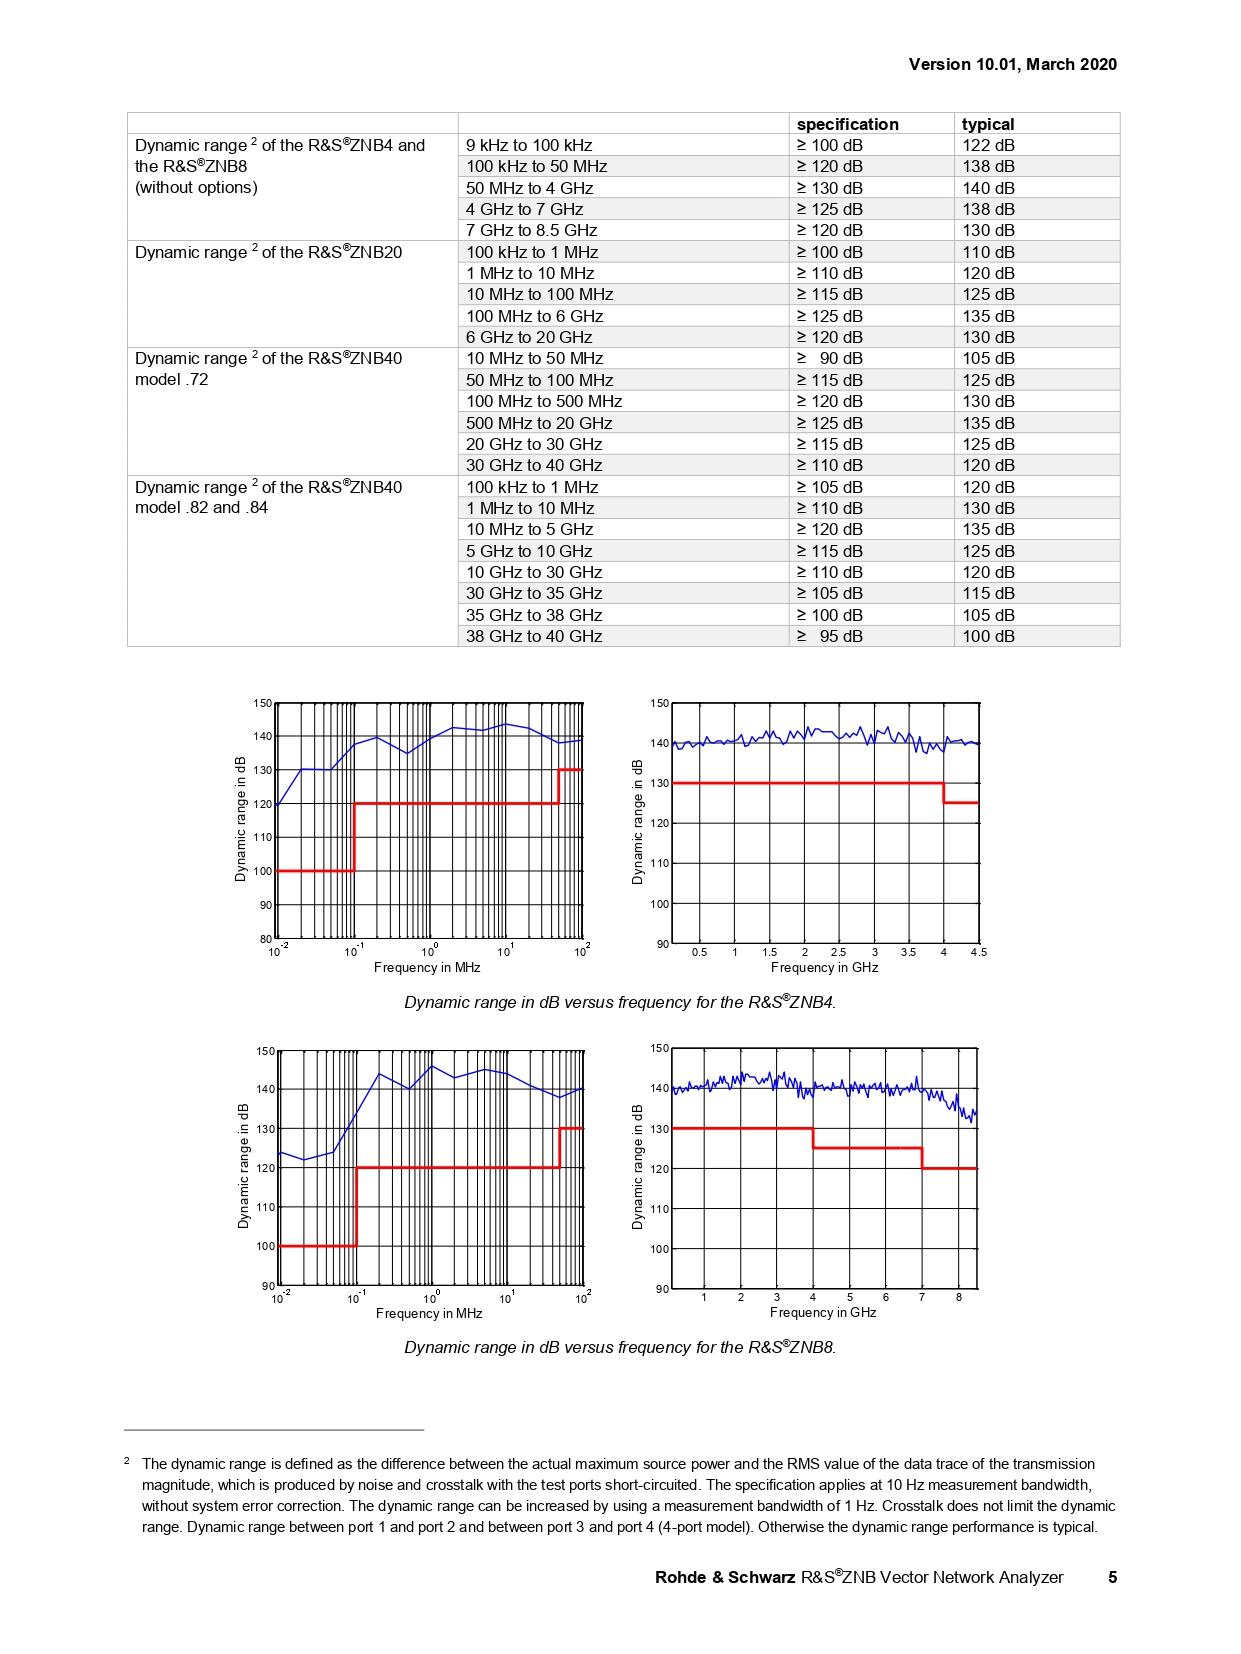 Version 10.01, March 2020
specification typical
Dynamic range 2 of the R&S®ZNB4 and 9 kHz to 100 kHz ≥ 100 dB 122 dB
the R&S®ZNB8 100 kHz to 50 MHz ≥ 120 dB 138 dB
(without options) 50 MHz to 4 GHz ≥ 130 dB 140 dB
4 GHz to 7 GHz ≥ 125 dB 138 dB
7 GHz to 8.5 GHz ≥ 120 dB 130 dB
Dynamic range 2 of the R&S®ZNB20 100 kHz to 1 MHz ≥ 100 dB 110 dB
1 MHz to 10 MHz ≥ 110 dB 120 dB
10 MHz to 100 MHz ≥ 115 dB 125 dB
100 MHz to 6 GHz ≥ 125 dB 135 dB
6 GHz to 20 GHz ≥ 120 dB 130 dB
Dynamic range 2 of the R&S®ZNB40 10 MHz to 50 MHz ≥ 90 dB 105 dB
model .72 50 MHz to 100 MHz ≥ 115 dB 125 dB
100 MHz to 500 MHz ≥ 120 dB 130 dB
500 MHz to 20 GHz ≥ 125 dB 135 dB
20 GHz to 30 GHz ≥ 115 dB 125 dB
30 GHz to 40 GHz ≥ 110 dB 120 dB
Dynamic range 2 of the R&S®ZNB40 100 kHz to 1 MHz ≥ 105 dB 120 dB
model .82 and .84 1 MHz to 10 MHz ≥ 110 dB 130 dB
10 MHz to 5 GHz ≥ 120 dB 135 dB
5 GHz to 10 GHz ≥ 115 dB 125 dB
10 GHz to 30 GHz ≥ 110 dB 120 dB
30 GHz to 35 GHz ≥ 105 dB 115 dB
35 GHz to 38 GHz ≥ 100 dB 105 dB
38 GHz to 40 GHz ≥ 95 dB 100 dB
Dynamic range in dB
150
140
130
120
110
100
90
80
10-2 10-1 100 101 102
Frequency in MHz
Dynamic range in dB
150
140
130
120
110
100
90
0.5 1 1.5 2 2.5 3 3.5 4 4.5
Frequency in GHz
Dynamic range in dB versus frequency for the R&S®ZNB4.
Dynamic range in dB
150
140
130
120
110
100
90
10-2 10-1 100 101 102
Frequency in MHz
Dynamic range in dB
150
140
130
120
110
100
90
1 2 3 4 5 6 7 8
Frequency in GHz
Dynamic range in dB versus frequency for the R&S®ZNB8.
2 The dynamic range is defined as the difference between the actual maximum source power and the RMS value of the data trace of the transmission
magnitude, which is produced by noise and crosstalk with the test ports short-circuited. The specification applies at 10 Hz measurement bandwidth,
without system error correction. The dynamic range can be increased by using a measurement bandwidth of 1 Hz. Crosstalk does not limit the dynamic
range. Dynamic range between port 1 and port 2 and between port 3 and port 4 (4-port model). Otherwise the dynamic range performance is typical.
Rohde & Schwarz R&S®ZNB Vector Network Analyzer 5